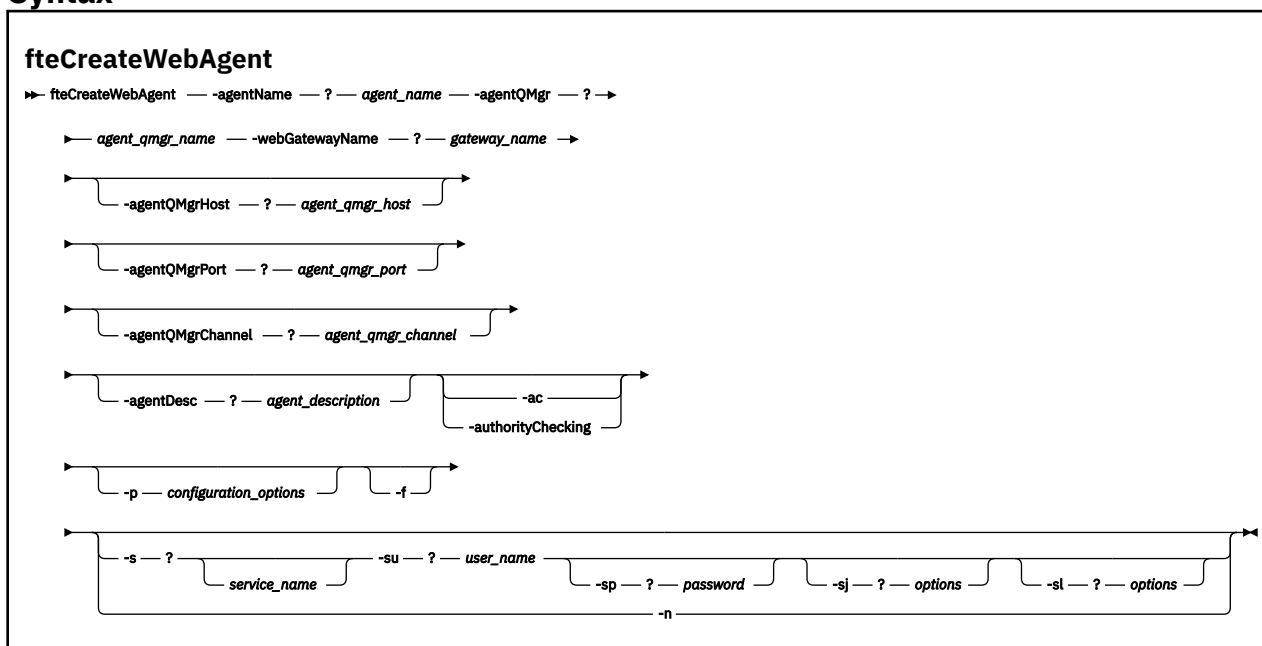 Syntax
fteCreateWebAgent
fteCreateWebAgent -agentName ? agent_name -agentQMgr ?
agent_qmgr_name -webGatewayName ? gateway_name
-agentQMgrHost ? agent_qmgr_host
-agentQMgrPort ? agent_qmgr_port
-agentQMgrChannel ? agent_qmgr_channel
-agentDesc ? agent_description -ac
-authorityChecking
-p configuration_options -f
-s ? -su ? user_name
service_name -sp ? password -sj ? options -sl ? options
-n